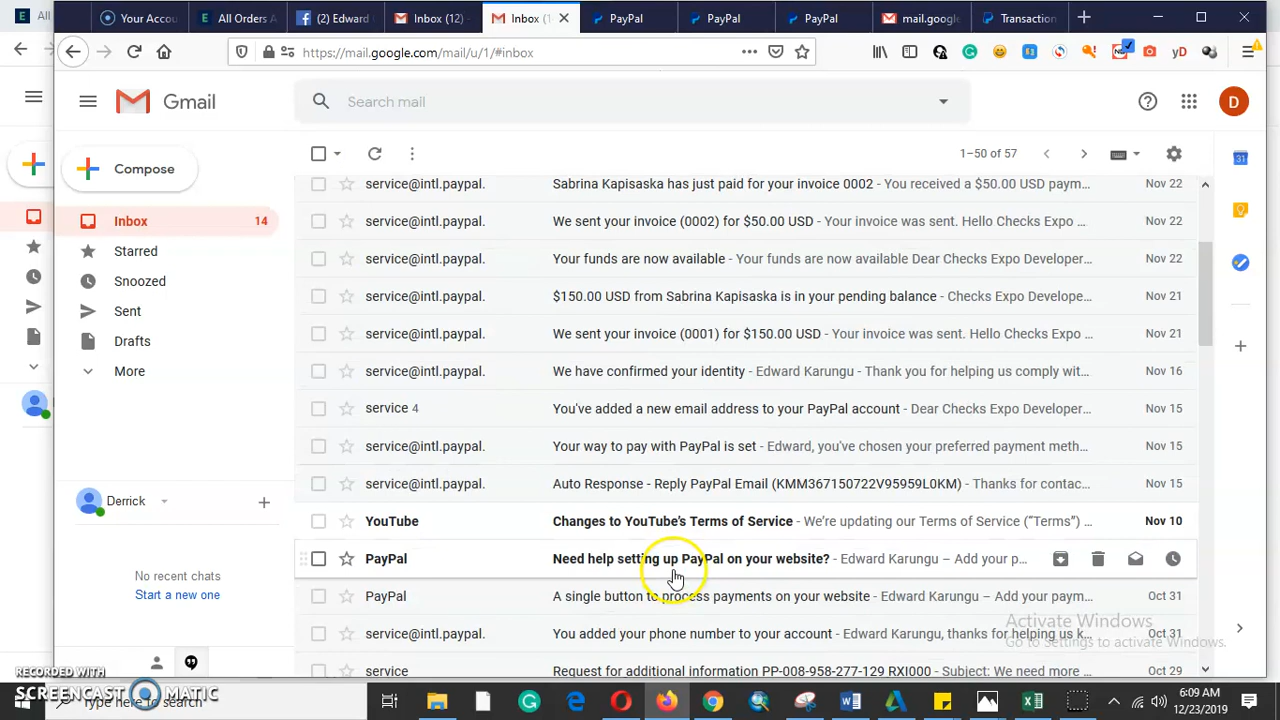 All
Your Accou
All Orders A
(2) Edward
Inbox (12) -
Inbox (1
PayPal
PayPal
PayPal
mail.google
Transaction
https://mail.google.com/mail/u/1/#inbox
Gmail
Search mail
D
Compose
1–50 of 57
Inbox 14
Starred
Snoozed
Sent
Drafts
More
Derrick
No recent chats
Start a new one
service@intl.paypal. Sabrina Kapisaska has just paid for your invoice 0002 - You received a $50.00 USD paym... Nov 22
service@intl.paypal. We sent your invoice (0002) for $50.00 USD - Your invoice was sent. Hello Checks Expo ... Nov 22
service@intl.paypal. Your funds are now available - Your funds are now available Dear Checks Expo Developer... Nov 22
service@intl.paypal. $150.00 USD from Sabrina Kapisaska is in your pending balance - Checks Expo Develope... Nov 21
service@intl.paypal. We sent your invoice (0001) for $150.00 USD - Your invoice was sent. Hello Checks Expo... Nov 21
service@intl.paypal. We have confirmed your identity - Edward Karungu - Thank you for helping us comply wit... Nov 16
service 4 You've added a new email address to your PayPal account - Dear Checks Expo Developer... Nov 15
service@intl.paypal. Your way to pay with PayPal is set - Edward, you've chosen your preferred payment meth... Nov 15
service@intl.paypal. Auto Response - Reply PayPal Email (KMM367150722V95959L0KM) - Thanks for contac... Nov 15
YouTube Changes to YouTube's Terms of Service - We're updating our Terms of Service ("Terms") ... Nov 10
PayPal Need help setting up PayPal on your website? - Edward Karungu – Add your p...
PayPal A single button to process payments on your website - Edward Karungu – Add your paym... Oct 31
service@intl.paypal. You added your phone number to your account - Edward Karungu, thanks for helping us k... Oct 31
service Request for additional information PP-008-958-277-129 RXI000 - Subject: We need more ... Oct 29
Activate Windows
Go to Settings to activate Windows.
RECORDED WITH
SCREENCAST MATIC
Type here to search
6:09 AM
12/23/2019